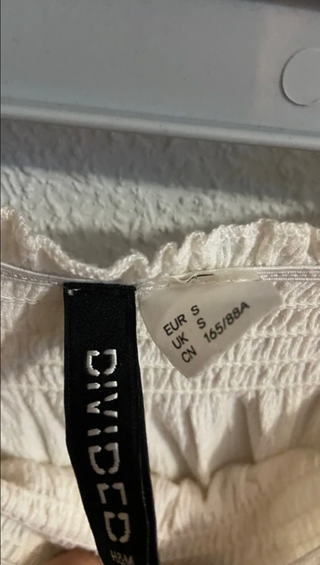 DIVIDED
H&M
EUR S
UK S
CN 165/88A